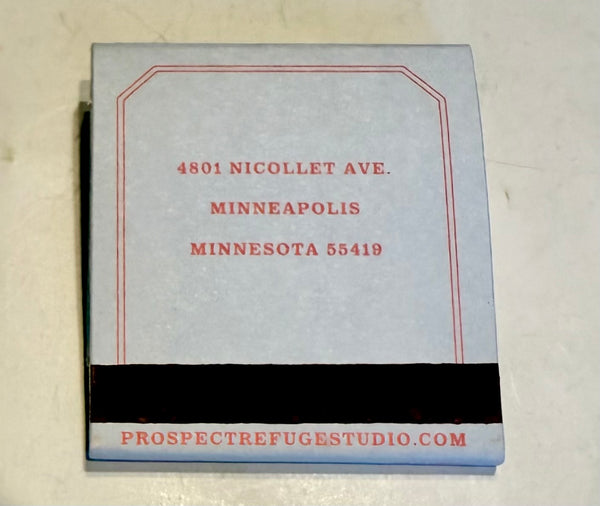 4801 NICOLLET AVE.
MINNEAPOLIS
MINNESOTA 55419
PROSPECTREFUGESTUDIO.COM